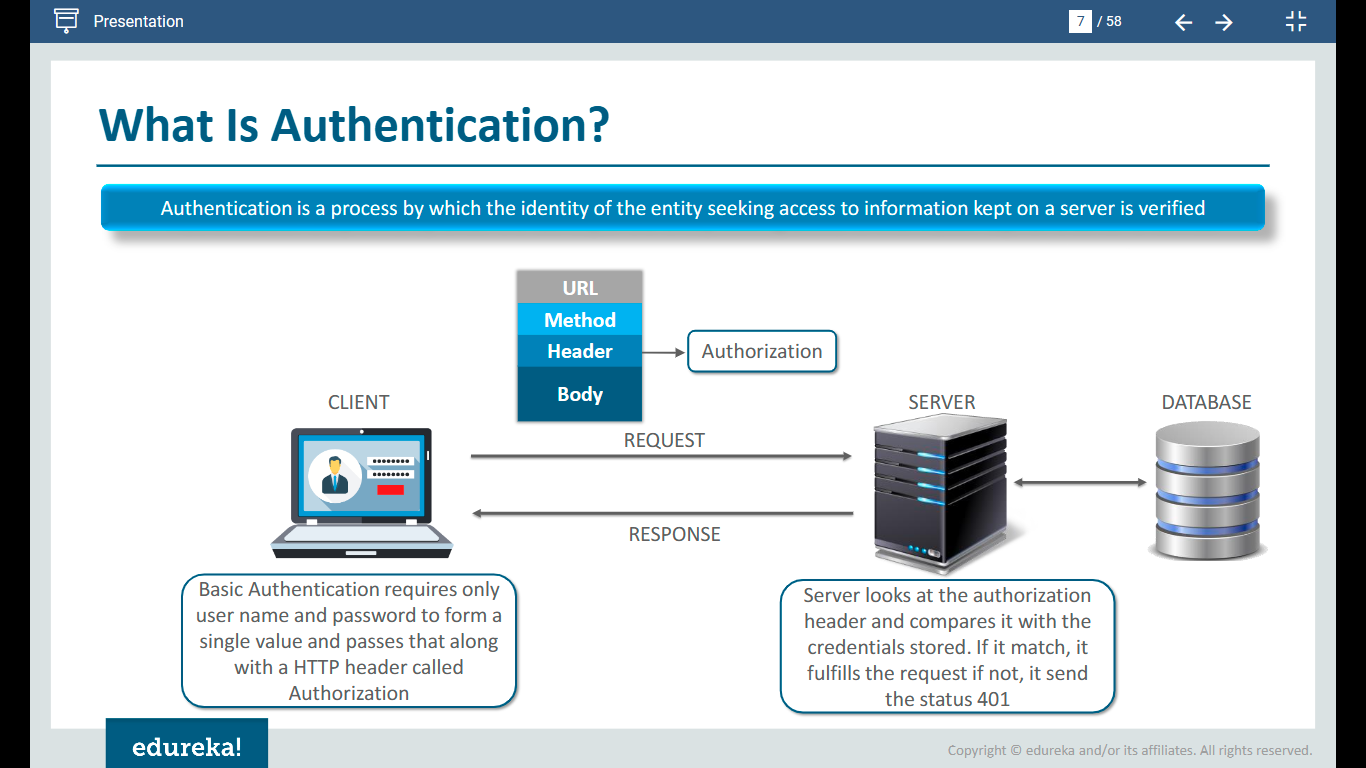 Presentation
7 / 58
What Is Authentication?
Authentication is a process by which the identity of the entity seeking access to information kept on a server is verified
URL
Method
Header
Authorization
Body
CLIENT
SERVER
DATABASE
REQUEST
RESPONSE
Basic Authentication requires only
user name and password to form a
single value and passes that along
with a HTTP header called
Authorization
Server looks at the authorization
header and compares it with the
credentials stored. If it match, it
fulfills the request if not, it send
the status 401
edureka!
Copyright © edureka and/or its affiliates. All rights reserved.